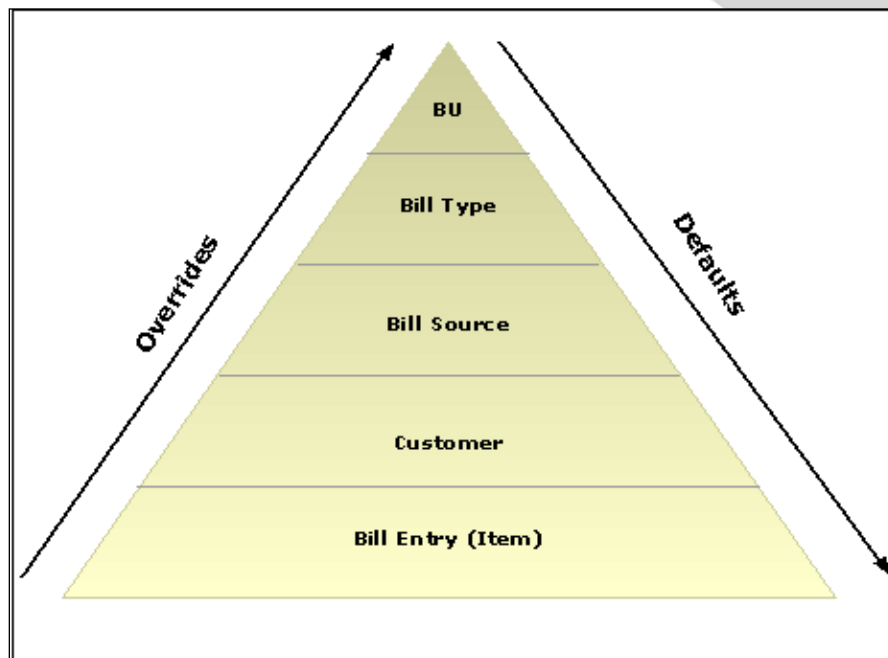 BU
Bill Type
Bill Source
Customer
Bill Entry (Item)
Overrides
Defaults